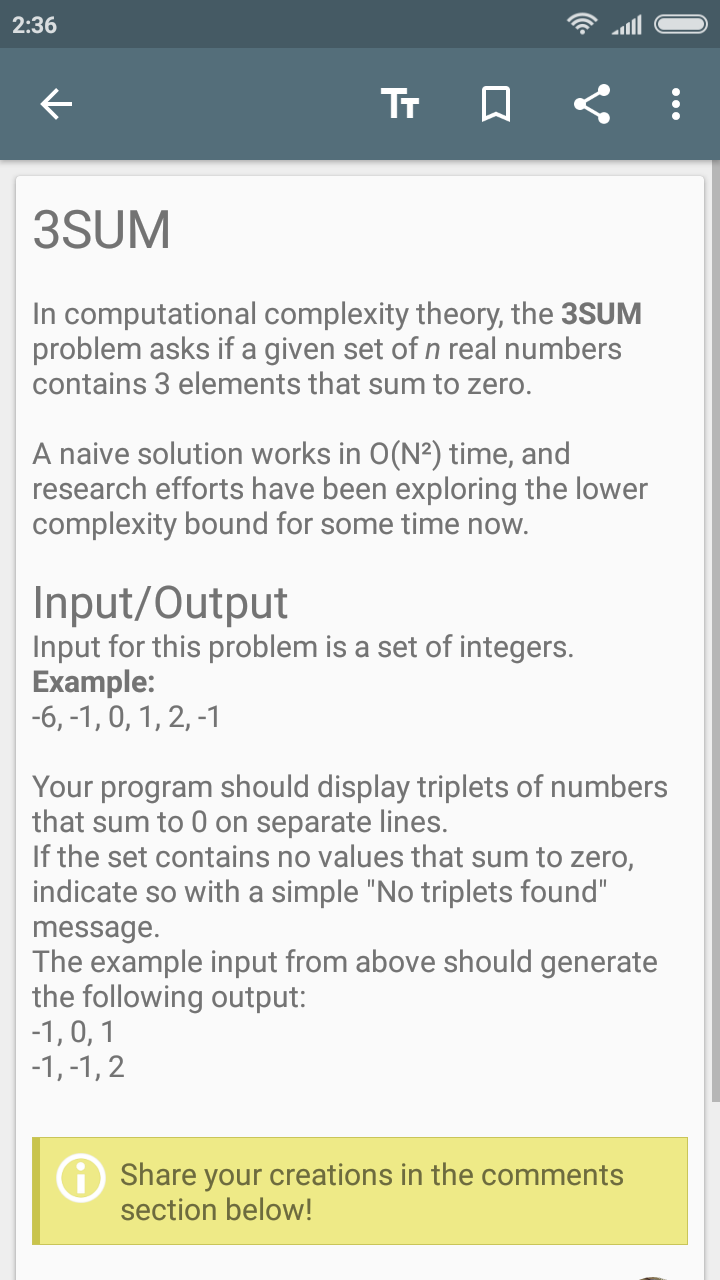 2:36
TT
3SUM
In computational complexity theory, the 3SUM
problem asks if a given set of n real numbers
contains 3 elements that sum to zero.
A naive solution works in O(N²) time, and
research efforts have been exploring the lower
complexity bound for some time now.
Input/Output
Input for this problem is a set of integers.
Example:
-6, -1, 0, 1, 2, -1
Your program should display triplets of numbers
that sum to 0 on separate lines.
If the set contains no values that sum to zero,
indicate so with a simple "No triplets found"
message.
The example input from above should generate
the following output:
-1, 0, 1
-1, -1, 2
Share your creations in the comments
section below!